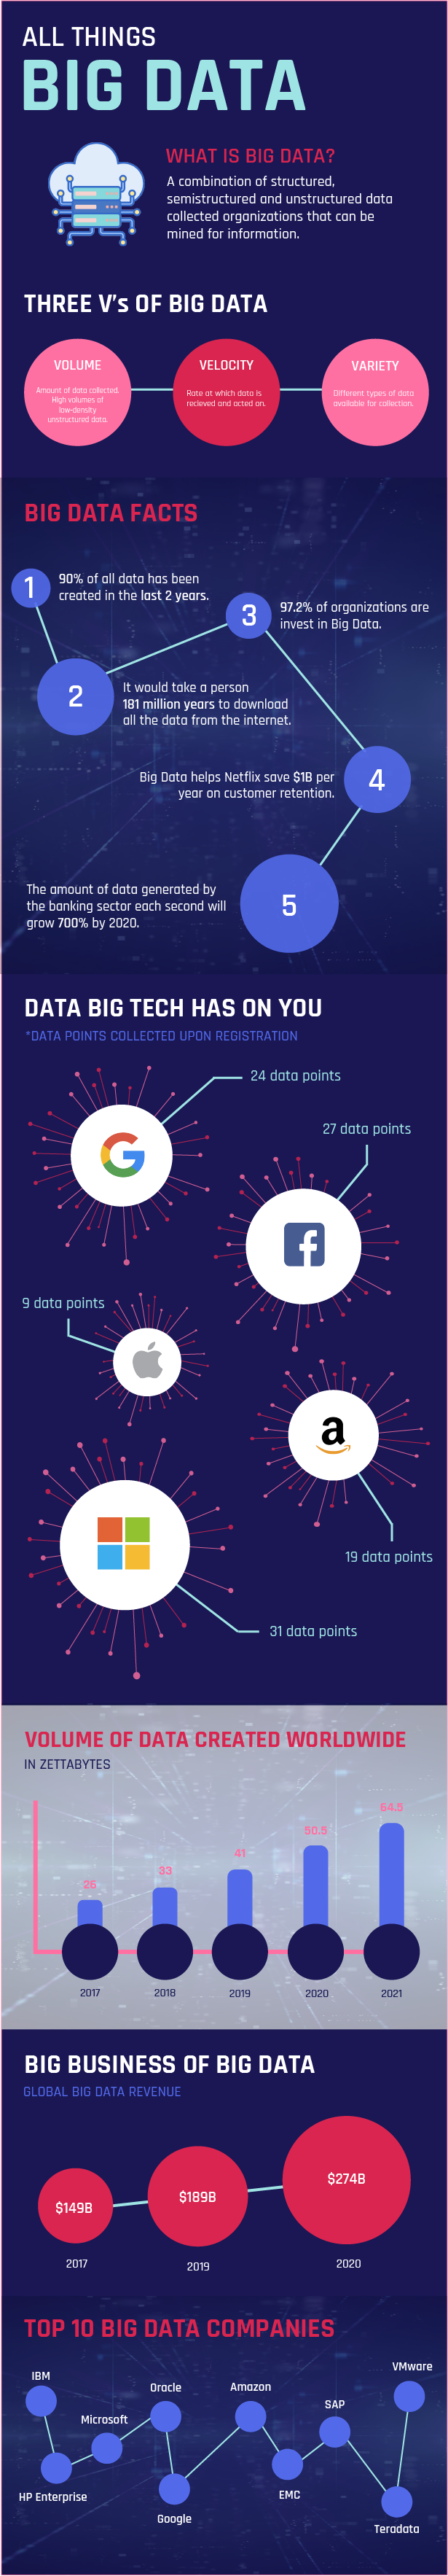 ALL THINGS
BIG DATA
WHAT IS BIG DATA?
A combination of structured,
semistructured and unstructured data
collected organizations that can be
mined for information.
THREE V's OF BIG DATA
VOLUME
Amount of data collected.
High volumes of
low-density
unstructured data.
VELOCITY
Rate at which data is
recieved and acted on.
VARIETY
Different types of data
available for collection.
BIG DATA FACTS
1
90% of all data has been
created in the last 2 years.
2
It would take a person
181 million years to download
all the data from the internet.
3
97.2% of organizations are
invest in Big Data.
4
Big Data helps Netflix save $1B per
year on customer retention.
5
The amount of data generated by
the banking sector each second will
grow 700% by 2020.
DATA BIG TECH HAS ON YOU
*DATA POINTS COLLECTED UPON REGISTRATION
24 data points
G
27 data points
f
9 data points
a
19 data points
31 data points
VOLUME OF DATA CREATED WORLDWIDE
IN ZETTABYTES
26
33
41
50.5
64.5
2017
2018
2019
2020
2021
BIG BUSINESS OF BIG DATA
GLOBAL BIG DATA REVENUE
$149B
$189B
$274B
2017
2019
2020
TOP 10 BIG DATA COMPANIES
IBM
HP Enterprise
Microsoft
Oracle
Google
Amazon
EMC
SAP
Teradata
VMware